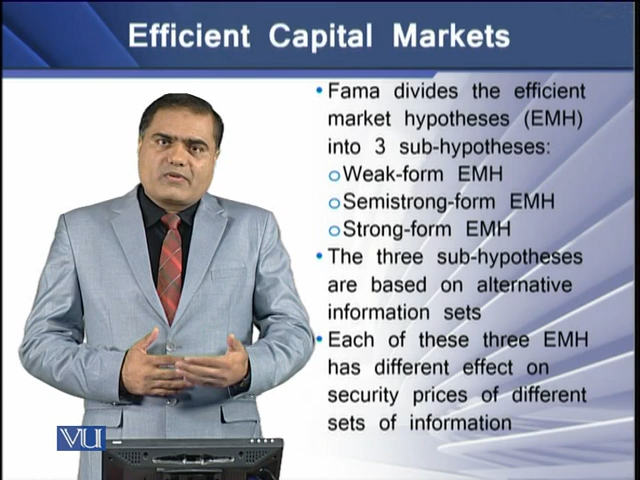 Efficient Capital Markets
• Fama divides the efficient
market hypotheses (EMH)
into 3 sub-hypotheses:
o Weak-form EMH
o Semistrong-form EMH
o Strong-form EMH
• The three sub-hypotheses
are based on alternative
information sets
• Each of these three EMH
has different effect on
security prices of different
sets of information
VU